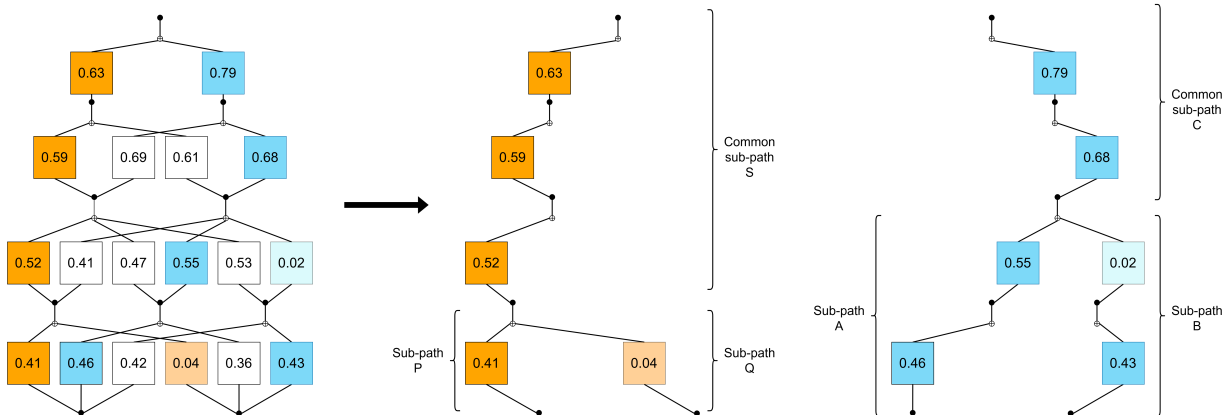 0.63 0.79
0.59 0.69 0.61 0.68
0.52 0.41 0.47 0.55 0.53 0.02
0.41 0.46 0.42 0.04 0.36 0.43
0.63
0.59
0.52
0.41 0.04
Common
sub-path
S
Sub-path
P
Sub-path
Q
0.79
0.68
0.55 0.02
0.46 0.43
Common
sub-path
C
Sub-path
A
Sub-path
B